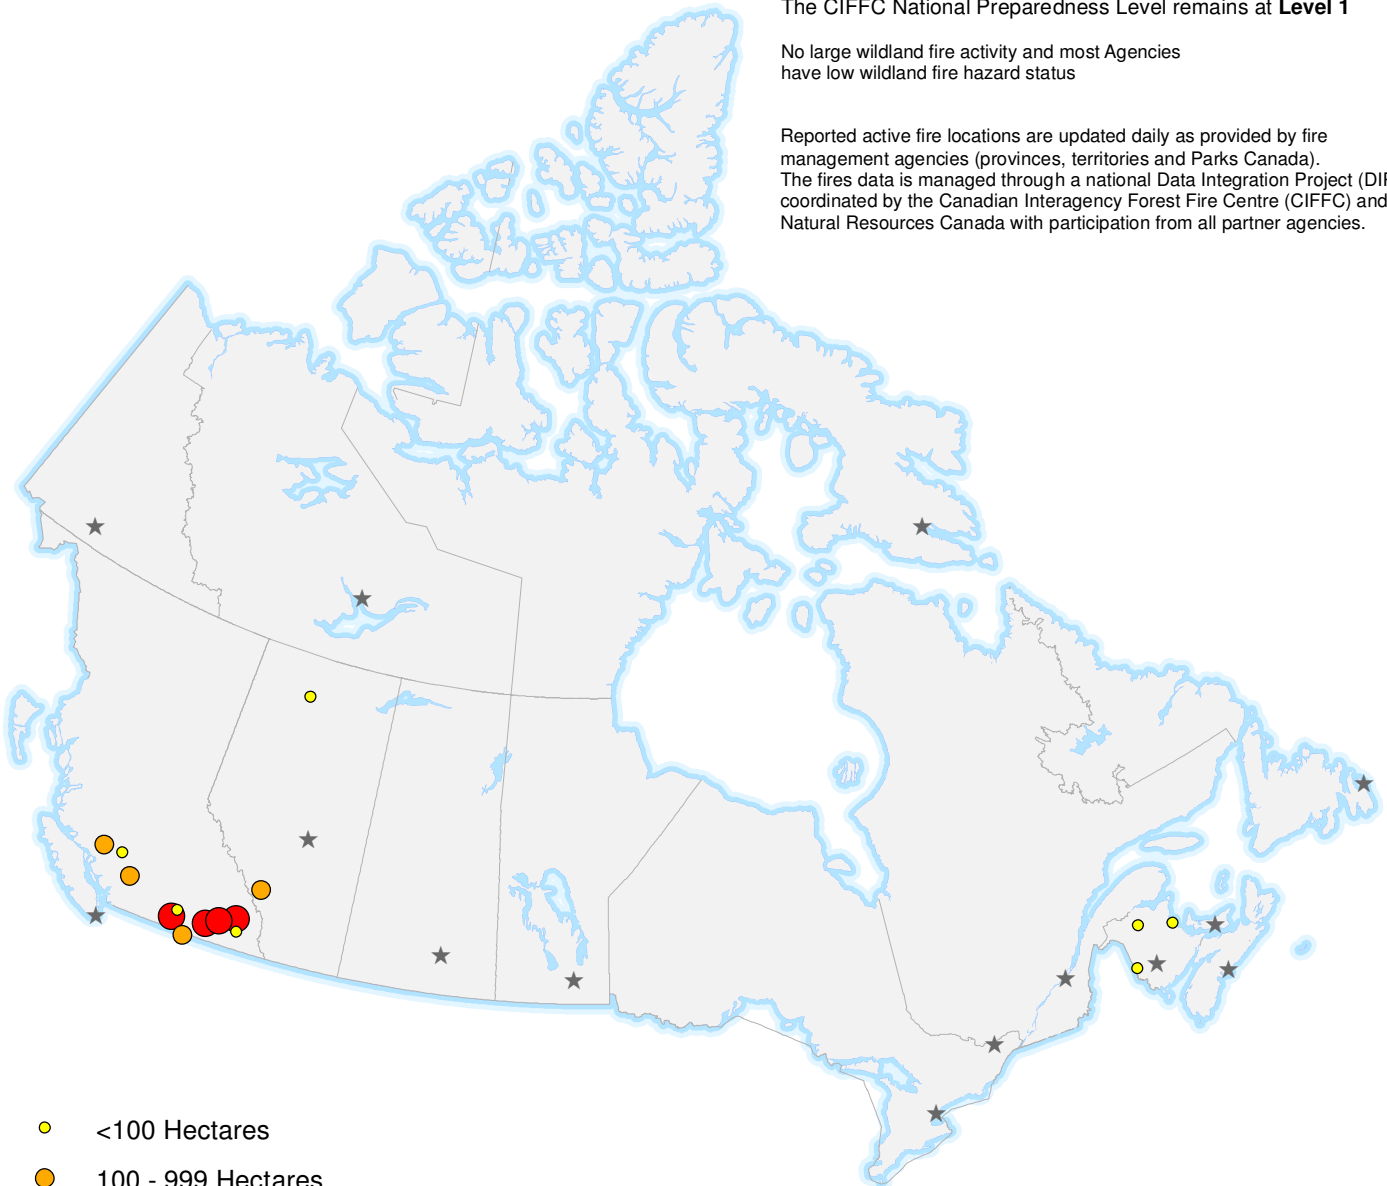 The CIFFC National Preparedness Level remains at Level 1
No large wildland fire activity and most Agencies
have low wildland fire hazard status
Reported active fire locations are updated daily as provided by fire
management agencies (provinces, territories and Parks Canada).
The fires data is managed through a national Data Integration Project (DIF
coordinated by the Canadian Interagency Forest Fire Centre (CIFFC) and
Natural Resources Canada with participation from all partner agencies.
<100 Hectares
100 - 999 Hectares